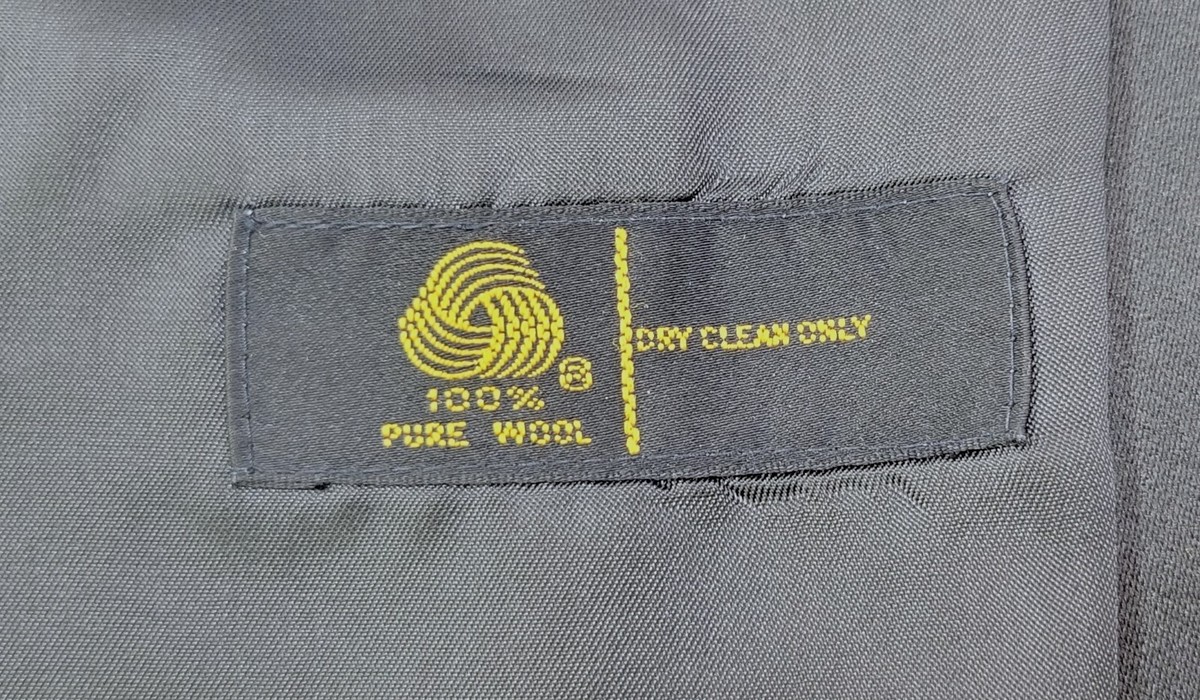 ®
100%
PURE WOOL
DRY CLEAN ONLY